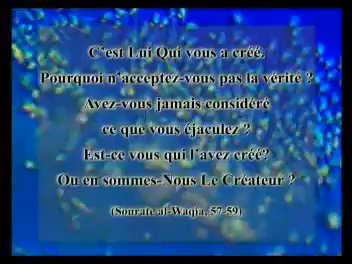 C'est Lui Qui vous a créé.
Pourquoi n'acceptez-vous pas la vérité ?
Avez-vous jamais considéré
ce que vous éjaculez ?
Est-ce vous qui l'avez créé?
Ou en sommes-Nous Le Créateur ?
(Sourate al-Waqia, 57-59)